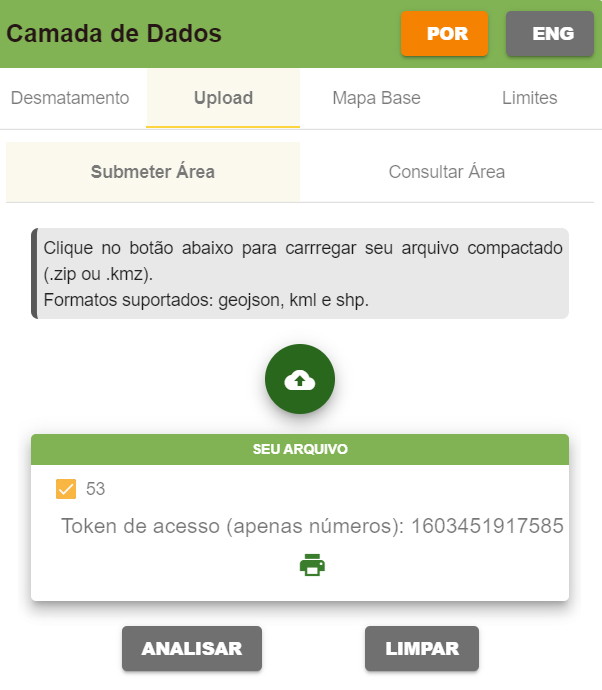 Camada de Dados
POR
ENG
Desmatamento
Upload
Mapa Base
Limites
Submeter Área
Consultar Área
Clique no botão abaixo para carrregar seu arquivo compactado
(.zip ou .kmz).
Formatos suportados: geojson, kml e shp.
SEU ARQUIVO
53
Token de acesso (apenas números): 1603451917585
ANALISAR
LIMPAR